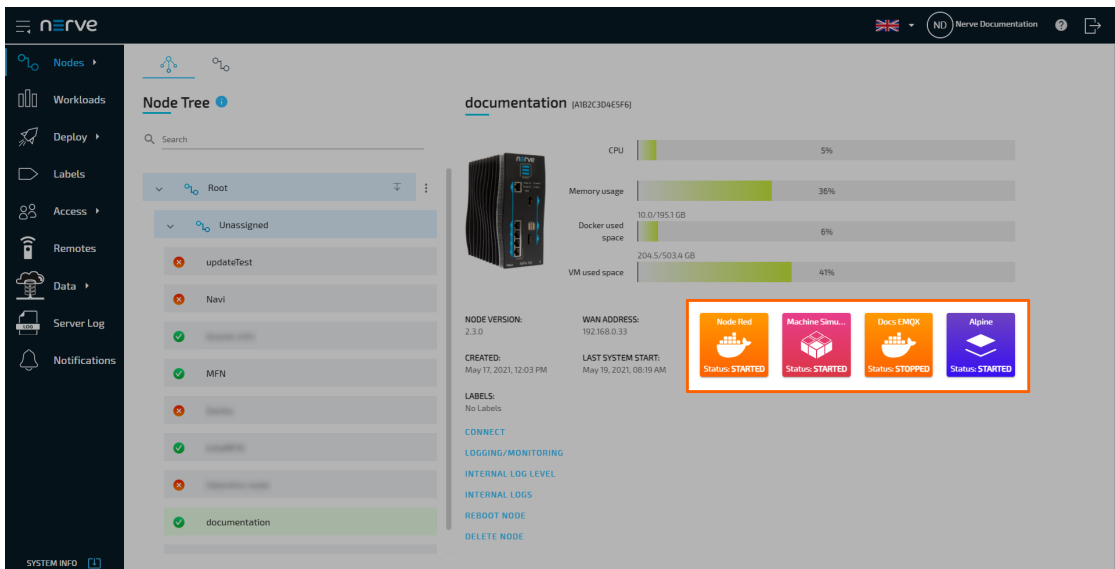 nerve
ND Nerve Documentation ?
Nodes
Workloads
Deploy
Labels
Access
Remotes
Data
LOG Server Log
Notifications
SYSTEM INFO
Node Tree i
Search
Root
Unassigned
updateTest
Navi
MFN
documentation
documentation [A1B2C3D4E5F6]
nerve
CPU 5%
Memory usage 36%
10.0/195.1 GB
Docker used space 6%
204.5/503.4 GB
VM used space 41%
NODE VERSION:
2.3.0
WAN ADDRESS:
192.168.0.33
CREATED:
May 17, 2021, 12:03 PM
LAST SYSTEM START:
May 19, 2021, 08:19 AM
LABELS:
No Labels
CONNECT
LOGGING/MONITORING
INTERNAL LOG LEVEL
INTERNAL LOGS
REBOOT NODE
DELETE NODE
Node Red
Status: STARTED
Machine Simu...
Status: STARTED
Docs EMQX
Status: STOPPED
Alpine
Status: STARTED